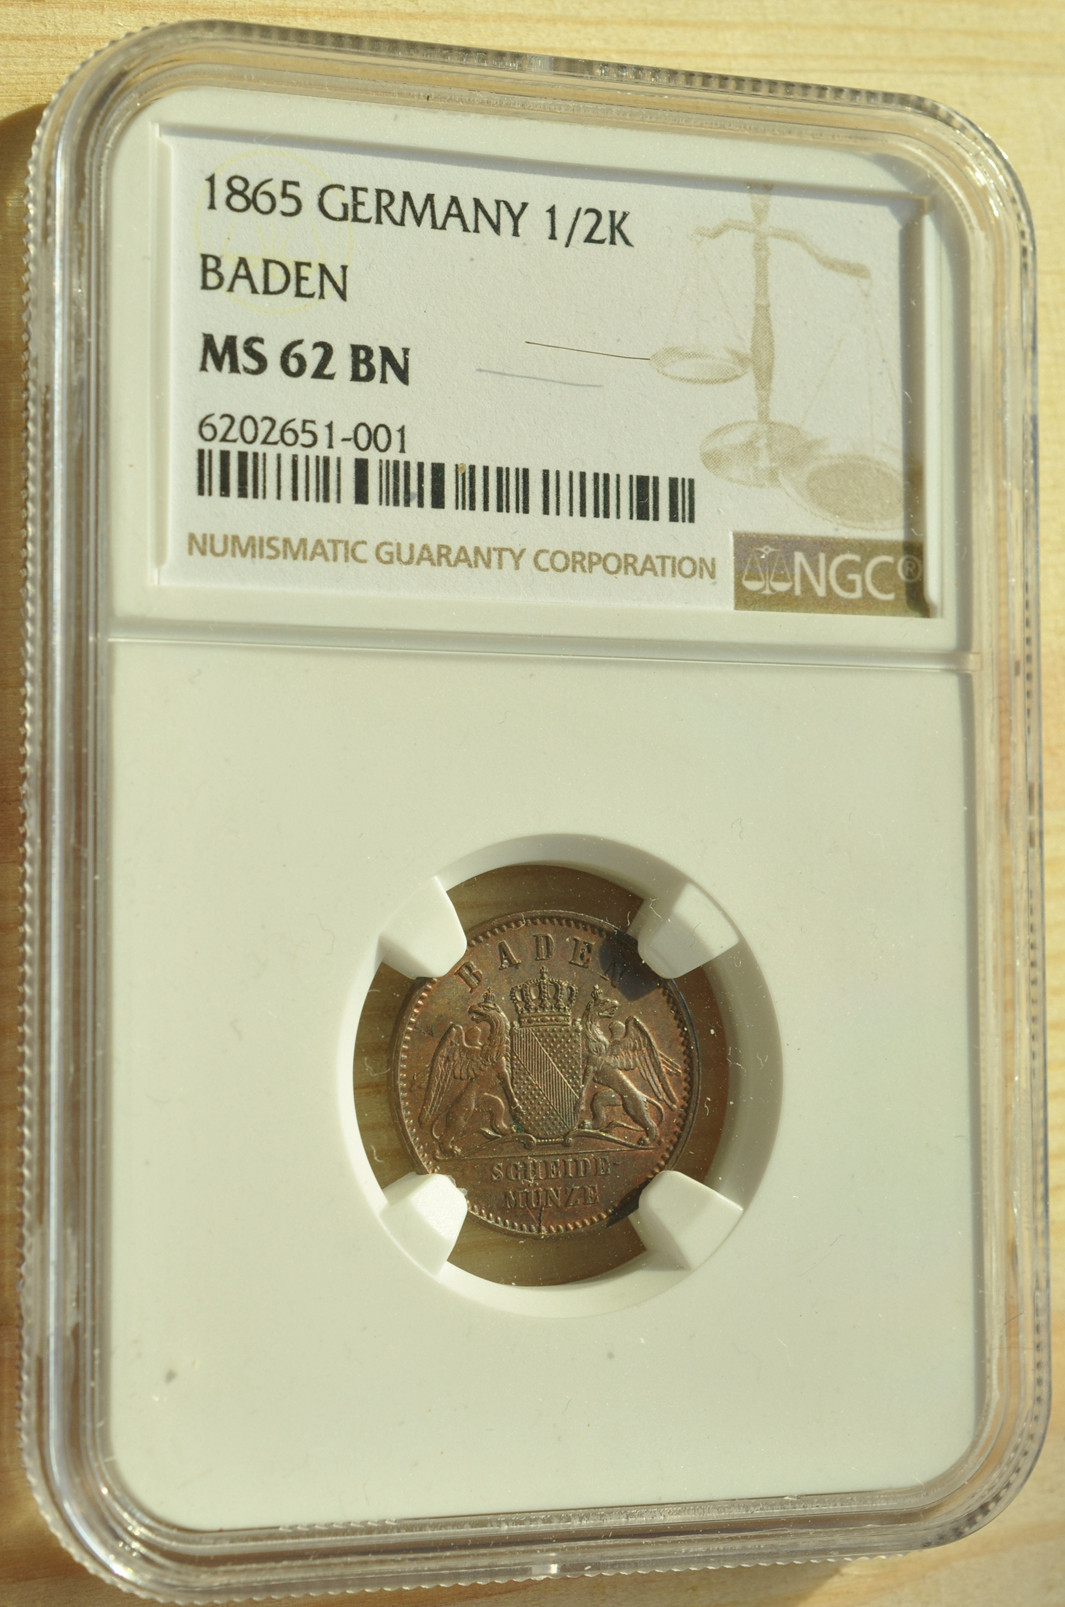 1865 GERMANY 1/2K
BADEN
MS 62 BN
6202651-001
NUMISMATIC GUARANTY CORPORATION
NGC®
BADEN
SCHEIDE-
MÜNZE